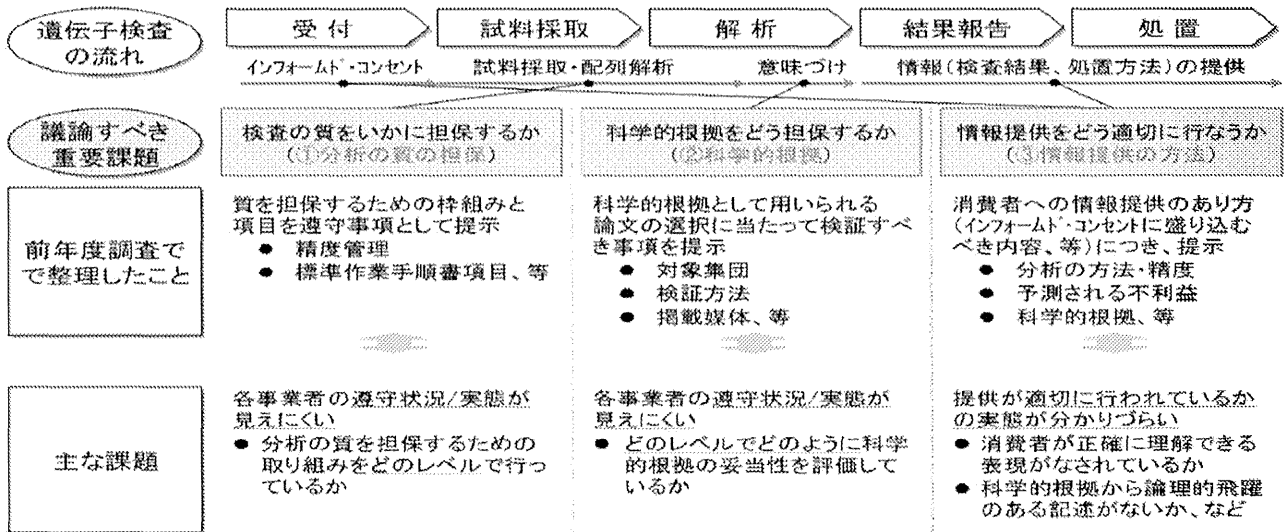 遺伝子検査
の流れ
受付
試料採取
解析
結果報告
処置
インフォームド・コンセント
試料採取・配列解析
意味づけ
情報(検査結果、処置方法)の提供
議論すべき
重要課題
検査の質をいかに担保するか
(①分析の質の担保)
科学的根拠をどう担保するか
(②科学的根拠)
情報提供をどう適切に行なうか
(③情報提供の方法)
前年度調査で
で整理したこと
質を担保するための枠組みと
項目を遵守事項として提示
● 精度管理
● 標準作業手順書項目、等
科学的根拠として用いられる
論文の選択に当たって検証すべ
き事項を提示
● 対象集団
● 検証方法
● 掲載媒体、等
消費者への情報提供のあり方
(インフォームド・コンセントに盛り込む
べき内容、等)につき、提示
● 分析の方法・精度
● 予測される不利益
● 科学的根拠、等
主な課題
各事業者の遵守状況/実態が
見えにくい
● 分析の質を担保するための
取り組みをどのレベルで行っ
ているか
各事業者の遵守状況/実態が
見えにくい
● どのレベルでどのように科学
的根拠の妥当性を評価して
いるか
提供が適切に行われているか
の実態が分かりづらい
● 消費者が正確に理解できる
表現がなされているか
● 科学的根拠から論理的飛躍
のある記述がないか、など